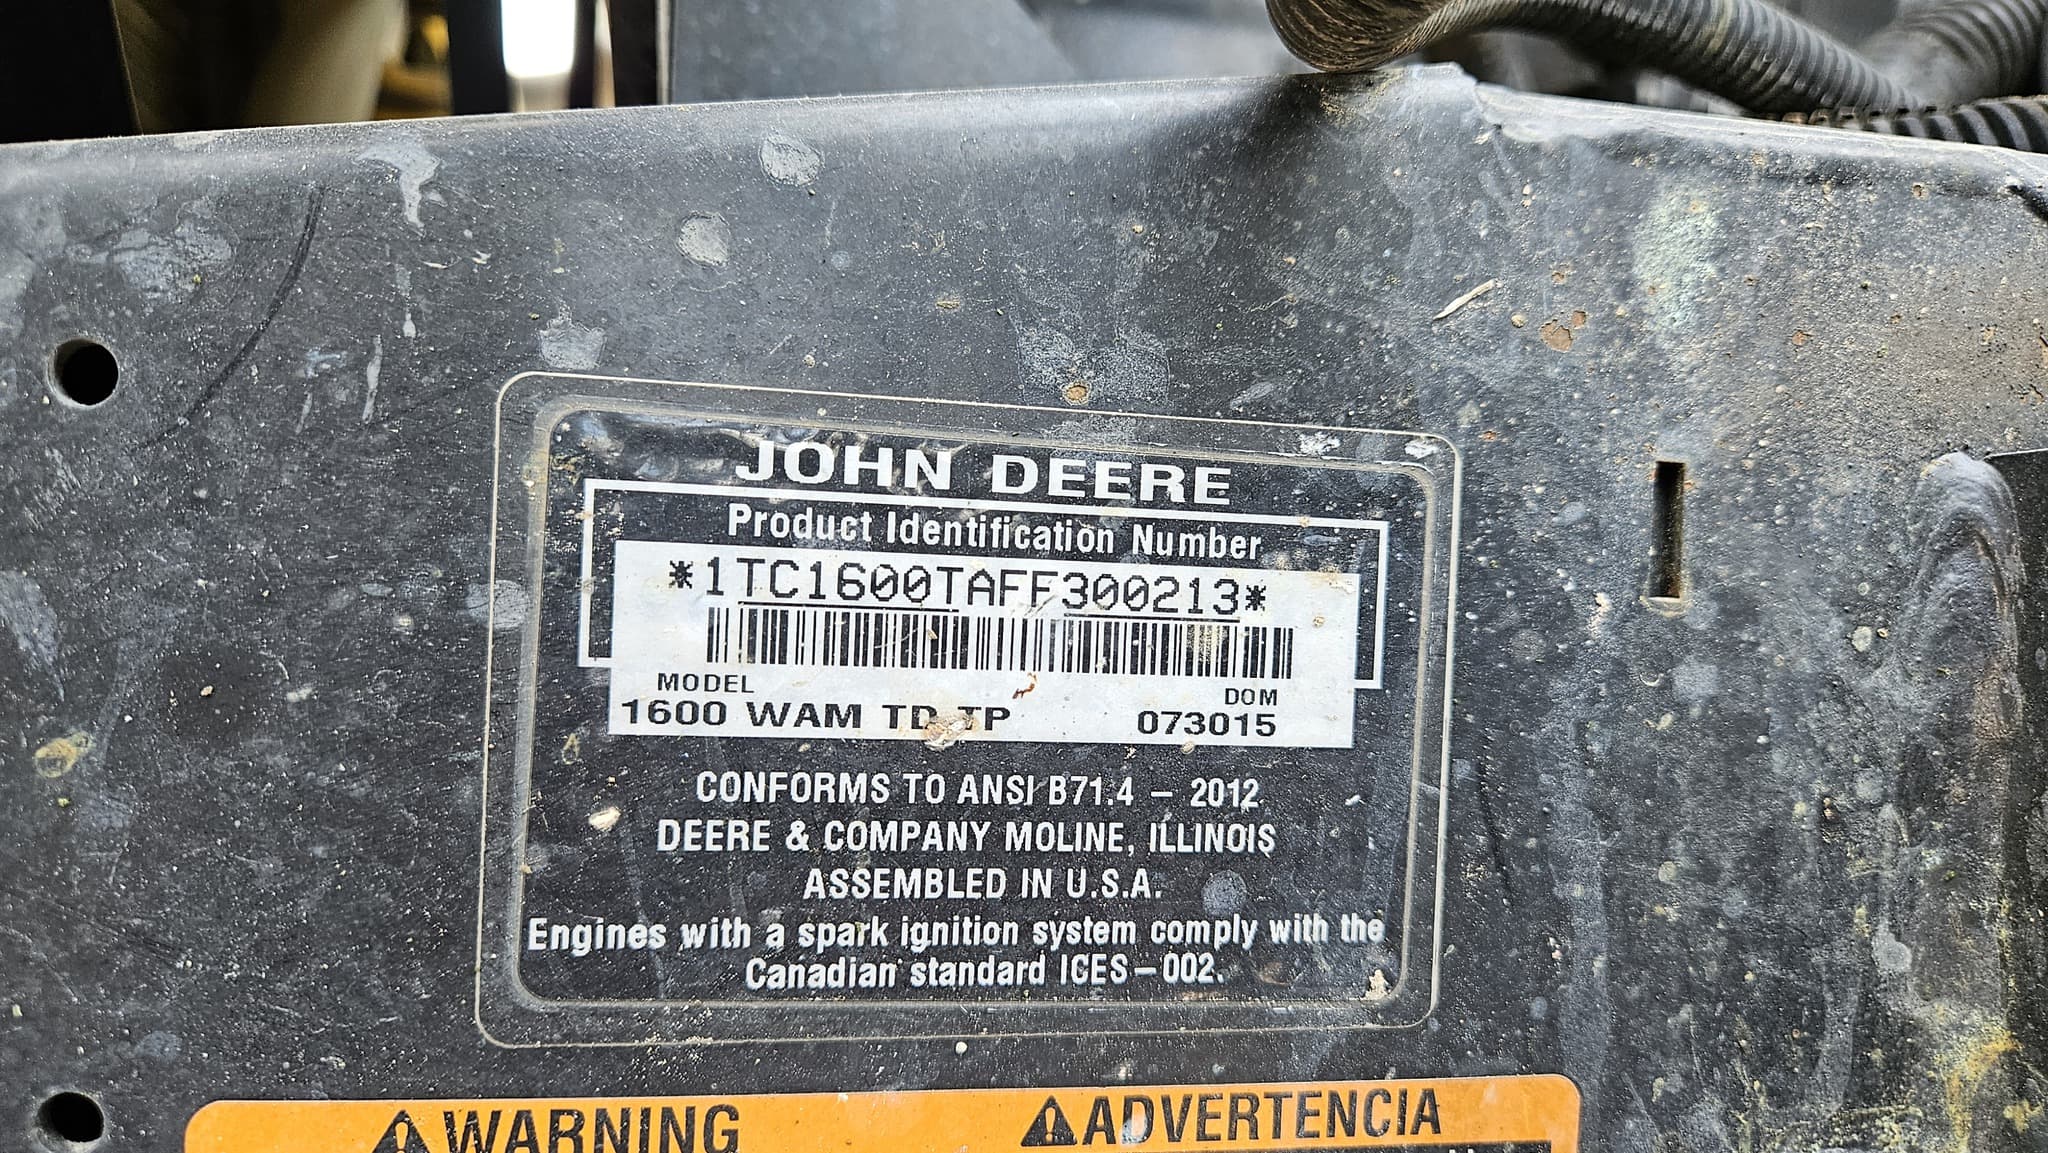 JOHN DEERE
Product Identification Number
*1TC1600TAFF300213*
MODEL DOM
1600 WAM TD TP 073015
CONFORMS TO ANSI B71.4 – 2012
DEERE & COMPANY MOLINE, ILLINOIS
ASSEMBLED IN U.S.A.
Engines with a spark ignition system comply with the
Canadian standard ICES–002.
WARNING ADVERTENCIA